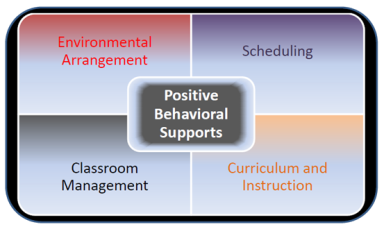 Environmental
Arrangement
Scheduling
Positive
Behavioral
Supports
Classroom
Management
Curriculum and
Instruction